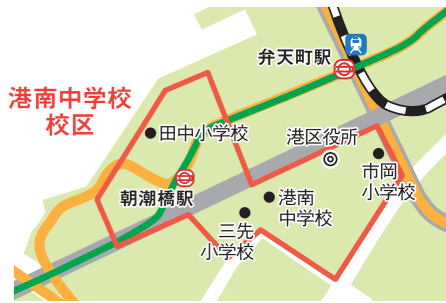 弁天町駅
港南中学校
校区
田中小学校
港区役所
市岡
小学校
朝潮橋駅
港南
中学校
三先
小学校